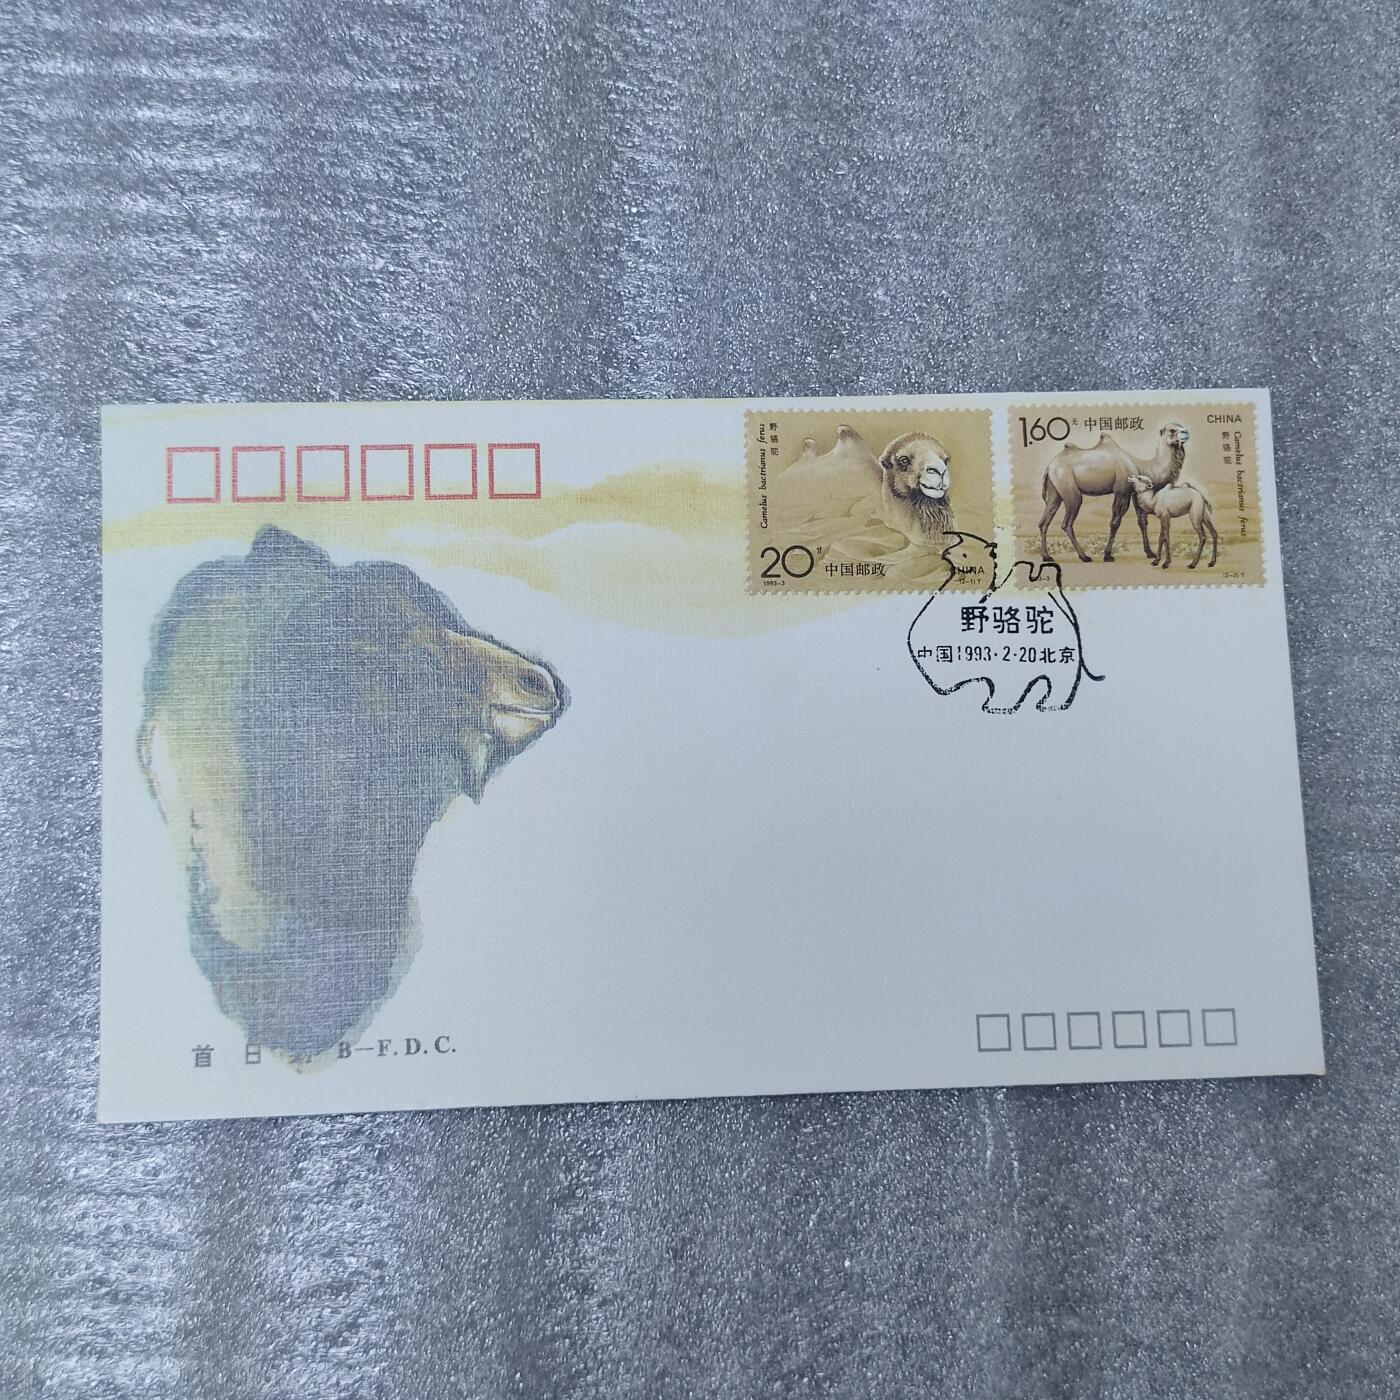 Camelus bactrianus ferus
野骆驼
20分
中国邮政
CHINA
1993-3
(2-1)T
1.60元 中国邮政
CHINA
野骆驼
Camelus bactrianus ferus
(2-2)T
野骆驼
中国1993·2·20北京
首 日
B—F.D.C.